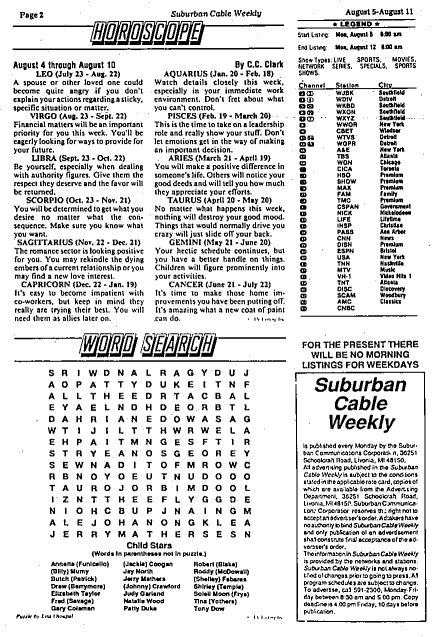 Page 2
Suburban Cable Weekly
August 5-August 11
HOROSCOPE
August 4 through August 10
By C.C. Clark
LEO (July 23 - Aug. 22)
A spouse or other loved one can
become quite angry if you don't
explain your actions regarding a sticky,
specific situation or matter.
VIRGO (Aug. 23 - Sept. 22)
Financial matters will be an important
priority for you this week. You'll be
eagerly looking for ways to provide for
your future.
LIBRA (Sept. 23 - Oct. 22)
Be yourself, especially when dealing
with authority figures. Give them the
respect they deserve and the favor will
be returned.
SCORPIO (Oct. 23 - Nov. 21)
You will be determined to get what you
desire no matter what the con-
sequence. Make sure you know what
you want.
SAGITTARIUS (Nov. 22 - Dec. 21)
The romance sector is looking positive
for you. You may rekindle the dying
embers of a current relationship or you
may find a new love interest.
CAPRICORN (Dec. 22 - Jan. 19)
It's easy to become impatient with
co-workers, but keep in mind they
really are trying their best. You will
need them as allies later on.
AQUARIUS (Jan. 20 - Feb. 18)
Watch details closely this week,
especially in your immediate work
environment. Don't fret about what
you can't control.
PISCES (Feb. 19 - March 20)
This is the time to take on a leadership
role and really show your stuff. Don't
let emotions get in the way of making
an important decision.
ARIES (March 21 - April 19)
You will make a positive difference in
someone's life. Others will notice your
good deeds and will tell you how much
they appreciate your efforts.
TAURUS (April 20 - May 20)
No matter what happens this week,
nothing will destroy your good mood.
Things that would normally drive you
crazy will just slide off your back.
GEMINI (May 21 - June 20)
Your hectic schedule continues, but
you have a better handle on things.
Children will figure prominently into
your activities.
CANCER (June 21 - July 22)
It's time to make those home im-
provements you have been putting off.
It's amazing what a new coat of paint
can do.
★ LEGEND ★
Start Listing: Mon, August 5 6:00 am
End Listing: Mon, August 12 6:00 am
Show Types: LIVE SPORTS, MOVIES,
NETWORK SERIES, SPECIALS, SPORTS
SHOWS.
Channel Station City
WJBK Southfield
WDIV Detroit
WKBD Southfield
WXON Southfield
WXYZ Southfield
WWOR New York
CBET Windsor
WTVS Detroit
WGPR Detroit
A&E New York
TBS Atlanta
WGN Chicago
CICA Toronto
HBO Premium
SHOW Premium
MAX Premium
FAM Family
TMC Premium
CSPAN Government
NICK Nickelodeon
LIFE Lifetime
INSP Christian
PASS Ann Arbor
CNN News
DISN Premium
ESPN Bristol
USA New York
TNN Nashville
MTV Music
VH-1 Video Hits 1
TNT Atlanta
DISC Discovery
SCAM Woodbury
AMC Classics
CNBC
FOR THE PRESENT THERE
WILL BE NO MORNING
LISTINGS FOR WEEKDAYS
WORD SEARCH
S R I W D N A L R A G Y D U J
A O P A T T Y D U K E I T N F
A L L T H E E D R T A C B A L
E Y A E L N D H D E O R B T L
D A H R I A N E D O W A S A G
W T I J I L T T H W R W E L A
E H P A I T M N G E S F T I R
S T R Y E A N O S G E O R E Y
S E W N A D I T O F M R O W C
R B N O Y O E U T N U D O O O
T A U R O J O R B I M D O O L
I Z N T T H E E F L Y G G D E
N I O H C B U P J N A I N G M
A L E J O H A N O N G K L E A
J E R R Y M A T H E R S E S N
Child Stars
(Words in parentheses not in puzzle.)
Annette (Funicello)
(Billy) Mumy
Butch (Patrick)
Drew (Barrymore)
Elizabeth Taylor
Fred (Savage)
Gary Coleman
(Jackie) Coogan
Jay North
Jerry Mathers
(Johnny) Crawford
Judy Garland
Natalie Wood
Patty Duke
Robert (Blake)
(Roddy) McDowall)
(Shelley) Fabares
Shirley (Temple)
Soleil Moon (Frye)
Tina (Yothers)
Tony Dow
Suburban
Cable
Weekly
is published every Monday by the Subur-
ban Communications Corporation, 36251
Schoolcraft Road, Livonia, MI 48150.
All advertising published in the Suburban
Cable Weekly is subject to the conditions
stated in the applicable rate card, copies of
which are available from the Advertising
Department, 36251 Schoolcraft Road,
Livonia, MI 48150. Suburban Communica-
tions Corporation reserves the right not to
accept an advertiser's order. Ad takers have
no authority to bind Suburban Cable Weekly
and only publication of an advertisement
shall constitute final acceptance of the ad-
vertiser's order.
The information in Suburban Cable Weekly
is provided by the networks and stations.
Suburban Cable Weekly is not always no-
tified of changes prior to going to press. All
program schedules are subject to change.
To advertise, call 591-2300, Monday-Fri-
day between 8:30 am and 5:00 pm. Copy
deadline is 4:00 pm Friday, 10 days before
publication.